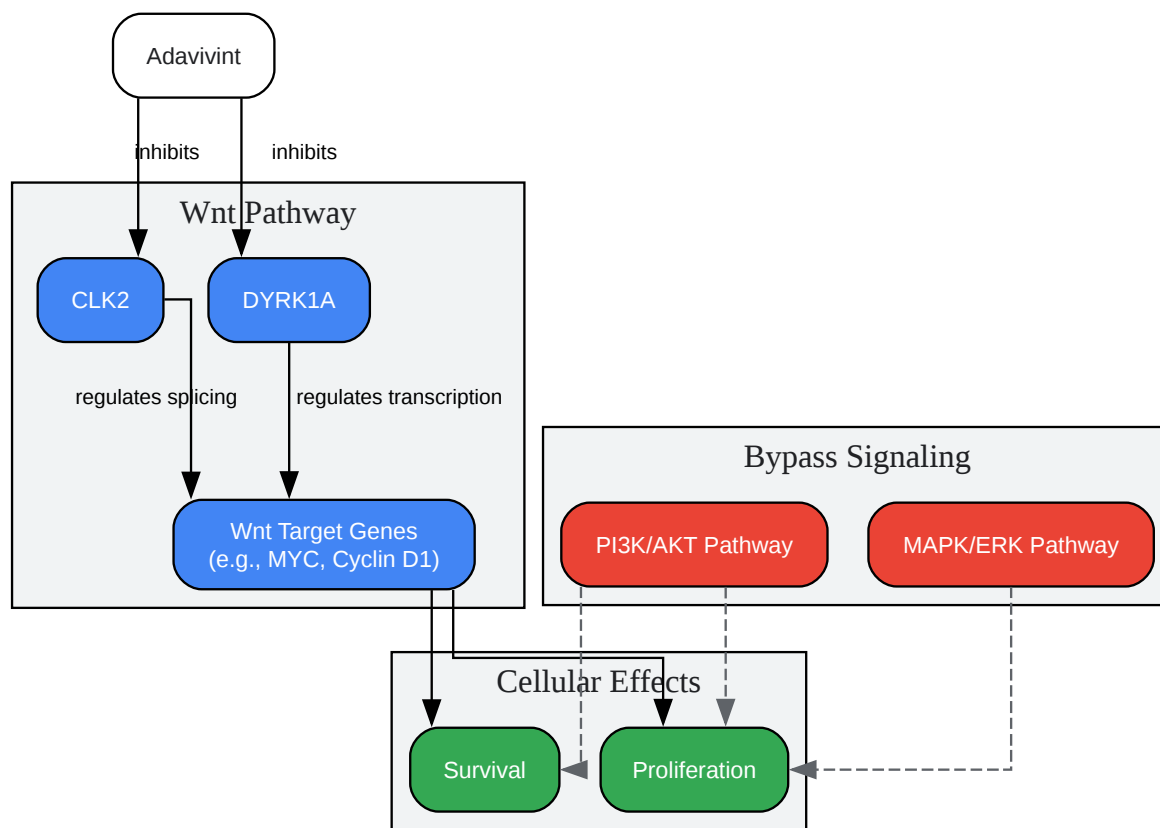 Adavivint
inhibits
inhibits
Wnt Pathway
CLK2
DYRK1A
regulates splicing
regulates transcription
Wnt Target Genes
(e.g., MYC, Cyclin D1)
Bypass Signaling
PI3K/AKT Pathway
MAPK/ERK Pathway
Cellular Effects
Survival
Proliferation